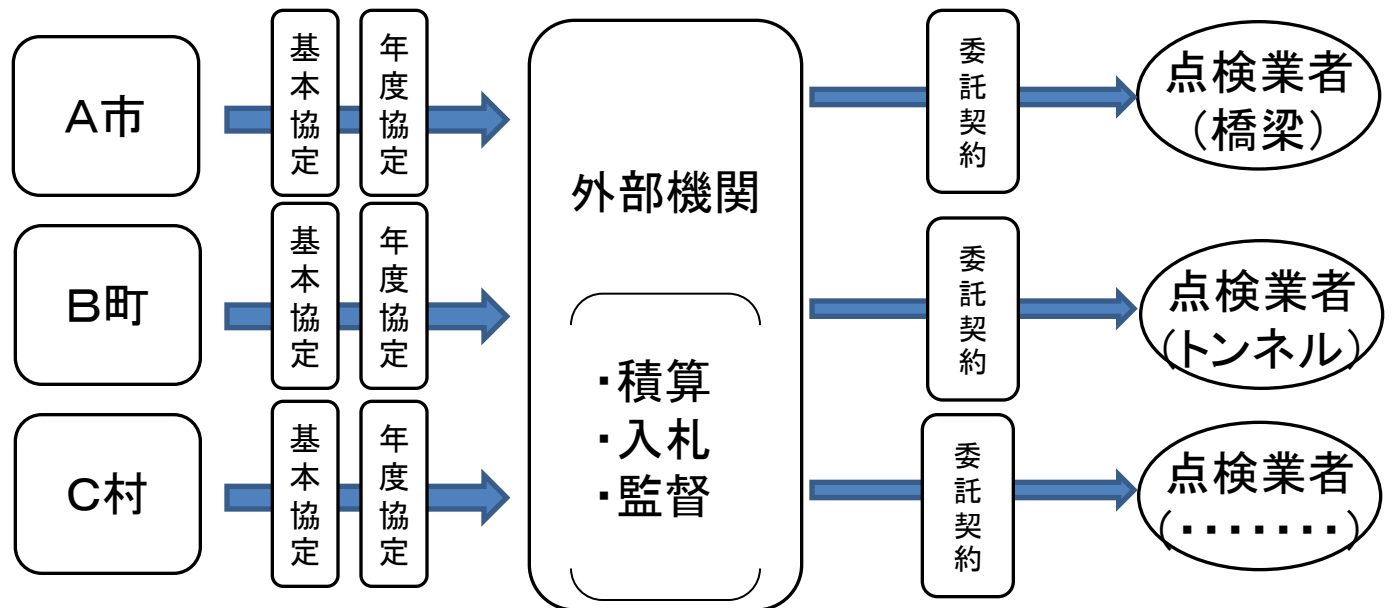 A市
基本協定
年度協定
委託契約
点検業者
(橋梁)
外部機関
B町
基本協定
年度協定
委託契約
点検業者
(トンネル)
・積算
・入札
・監督
C村
基本協定
年度協定
委託契約
点検業者
(・・・・・・・)